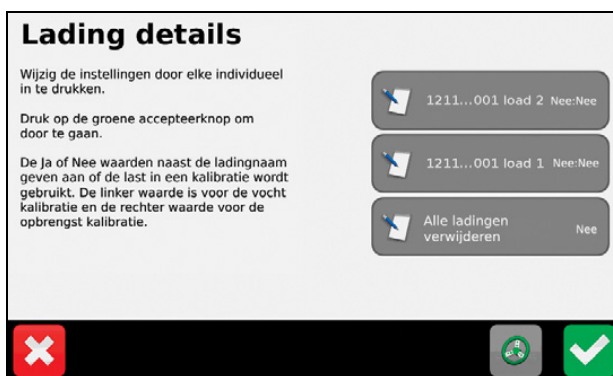 Lading details
Wijzig de instellingen door elke individueel
in te drukken.
Druk op de groene accepteerknop om
door te gaan.
De Ja of Nee waarden naast de ladingnaam
geven aan of de last in een kalibratie wordt
gebruikt. De linker waarde is voor de vocht
kalibratie en de rechter waarde voor de
opbrengst kalibratie.
1211...001 load 2 Nee:Nee
1211...001 load 1 Nee:Nee
Alle ladingen
verwijderen Nee